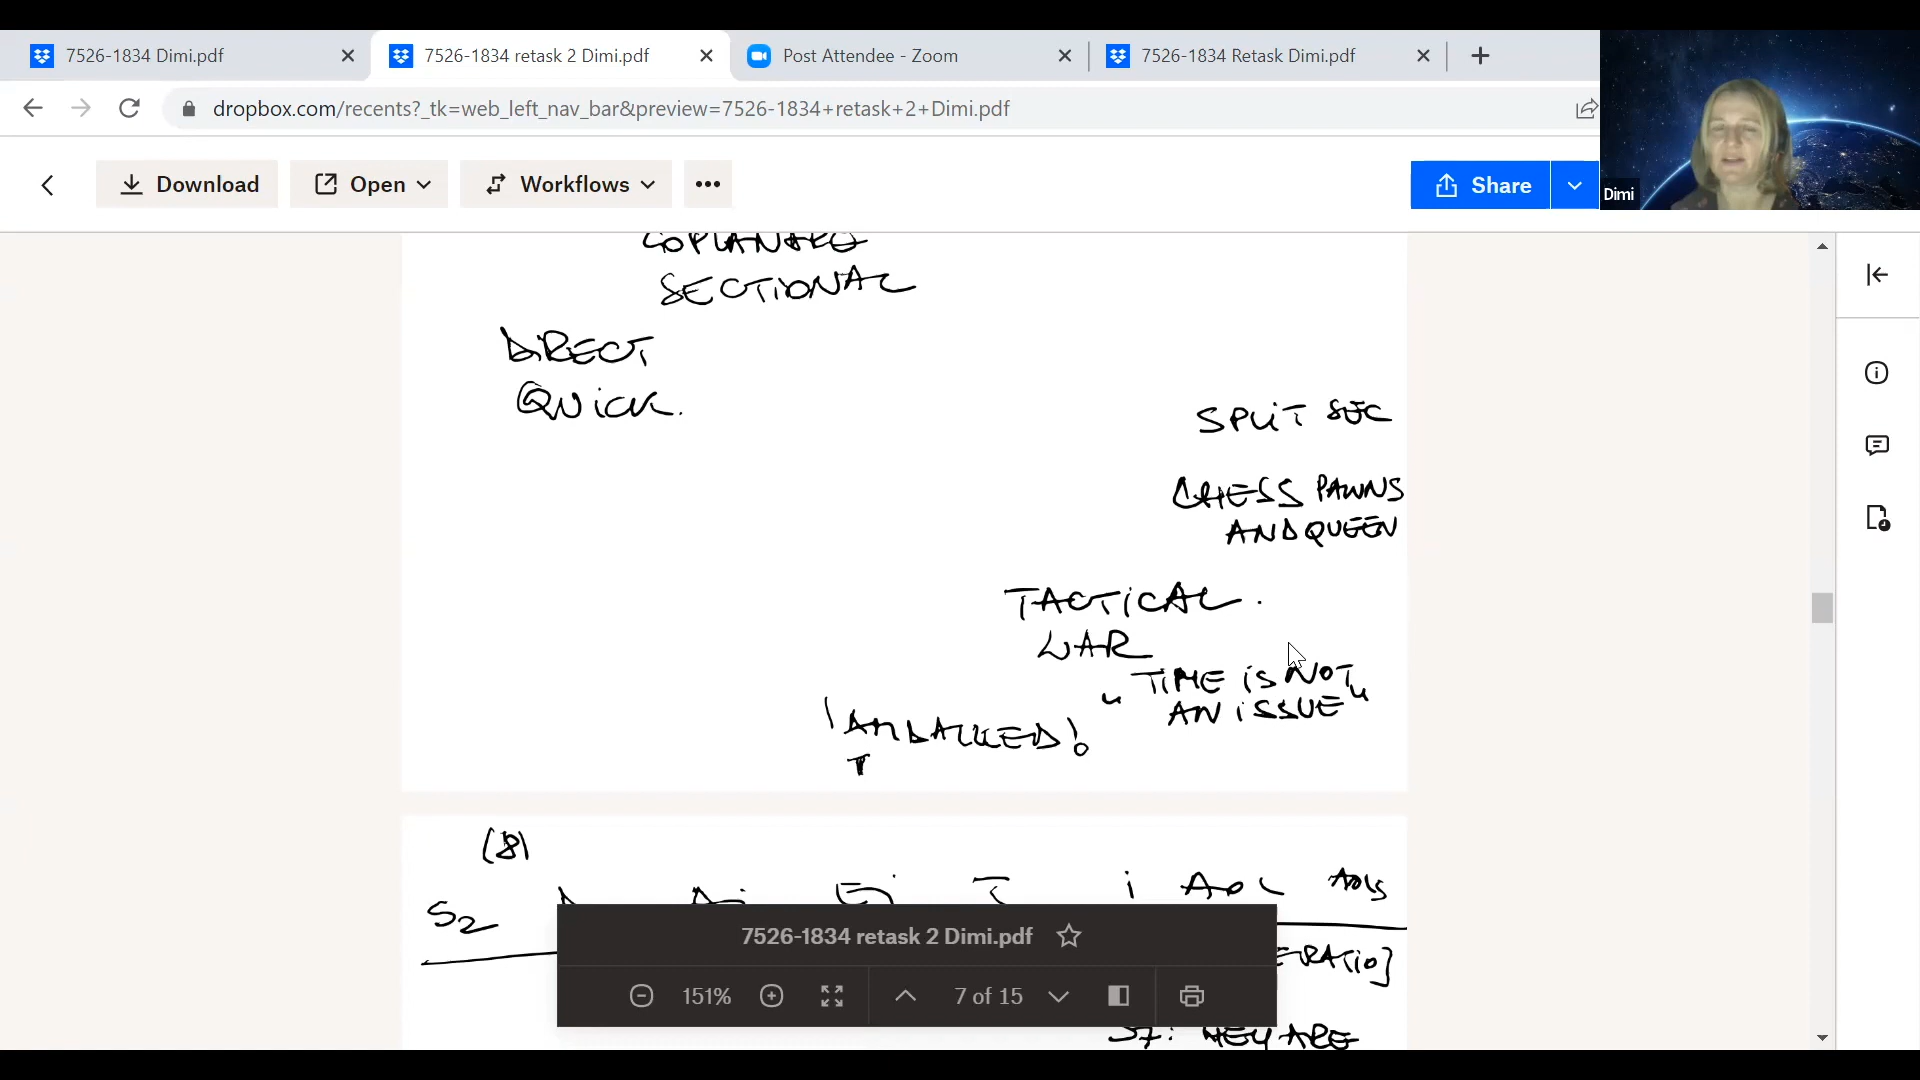 7526-1834 Dimi.pdf
7526-1834 retask 2 Dimi.pdf
Post Attendee - Zoom
7526-1834 Retask Dimi.pdf
dropbox.com/recents?_tk=web_left_nav_bar&preview=7526-1834+retask+2+Dimi.pdf
Download
Open
Workflows
Share
Dimi
SECTIONAL
DIRECT
QUICK.
SPLIT SEC
CHESS PAWNS
AND QUEEN
TACTICAL.
WAR
"TIME IS NOT
AN ISSUE"
T
(8)
S2
i AOL AOLS
7526-1834 retask 2 Dimi.pdf
151%
7 of 15
ARE